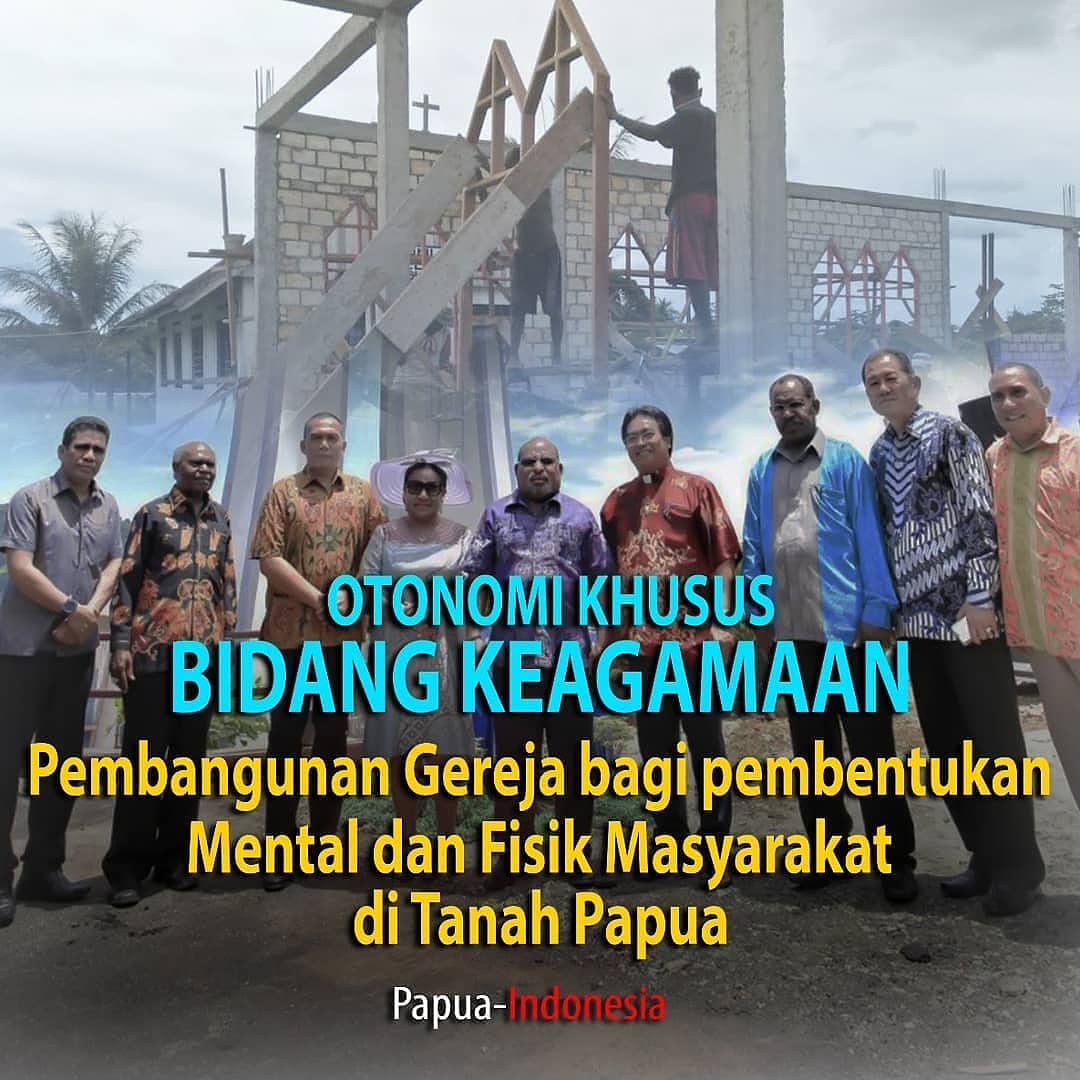 OTONOMI KHUSUS
BIDANG KEAGAMAAN
Pembangunan Gereja bagi pembentukan
Mental dan Fisik Masyarakat
di Tanah Papua
Papua-Indonesia